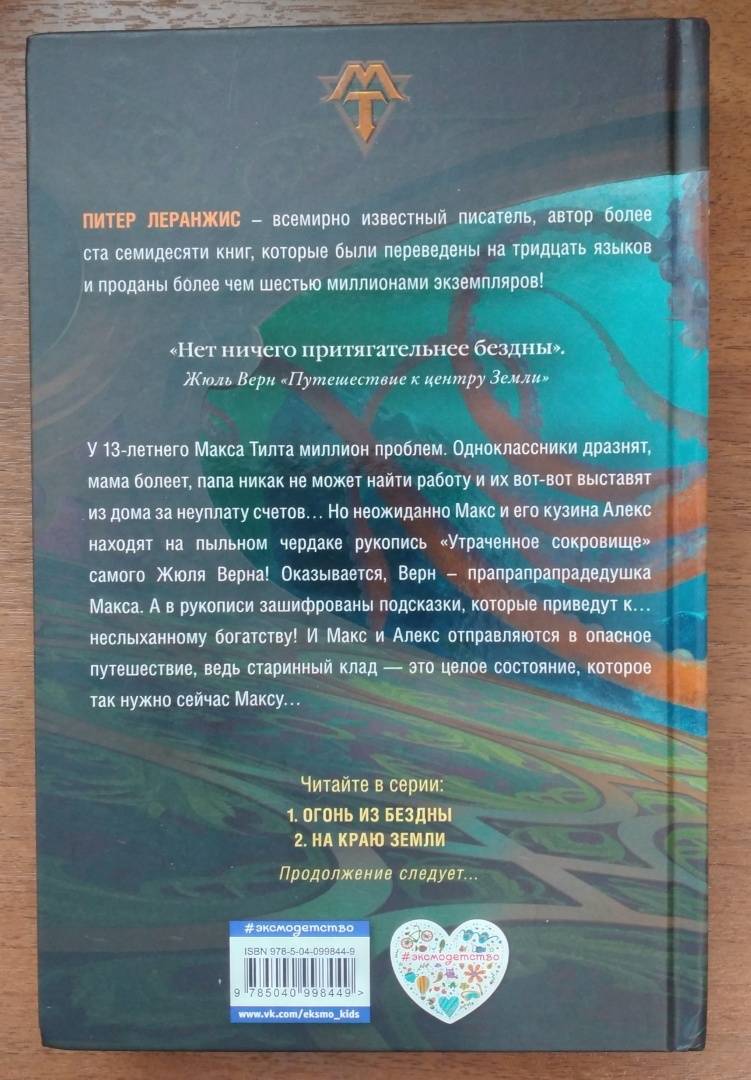 МТ
ПИТЕР ЛЕРАНЖИС – всемирно известный писатель, автор более
ста семидесяти книг, которые были переведены на тридцать языков
и проданы более чем шестью миллионами экземпляров!
«Нет ничего притягательнее бездны».
Жюль Верн «Путешествие к центру Земли»
У 13-летнего Макса Тилта миллион проблем. Одноклассники дразнят,
мама болеет, папа никак не может найти работу и их вот-вот выставят
из дома за неуплату счетов... Но неожиданно Макс и его кузина Алекс
находят на пыльном чердаке рукопись «Утраченное сокровище»
самого Жюля Верна! Оказывается, Верн – прапрапрапрадедушка
Макса. А в рукописи зашифрованы подсказки, которые приведут к...
неслыханному богатству! И Макс и Алекс отправляются в опасное
путешествие, ведь старинный клад — это целое состояние, которое
так нужно сейчас Максу...
Читайте в серии:
1. ОГОНЬ ИЗ БЕЗДНЫ
2. НА КРАЮ ЗЕМЛИ
Продолжение следует...
#эксмодетство
ISBN 978-5-04-099844-9
9 785040 998449 >
www.vk.com/eksmo_kids
#эксмодетство